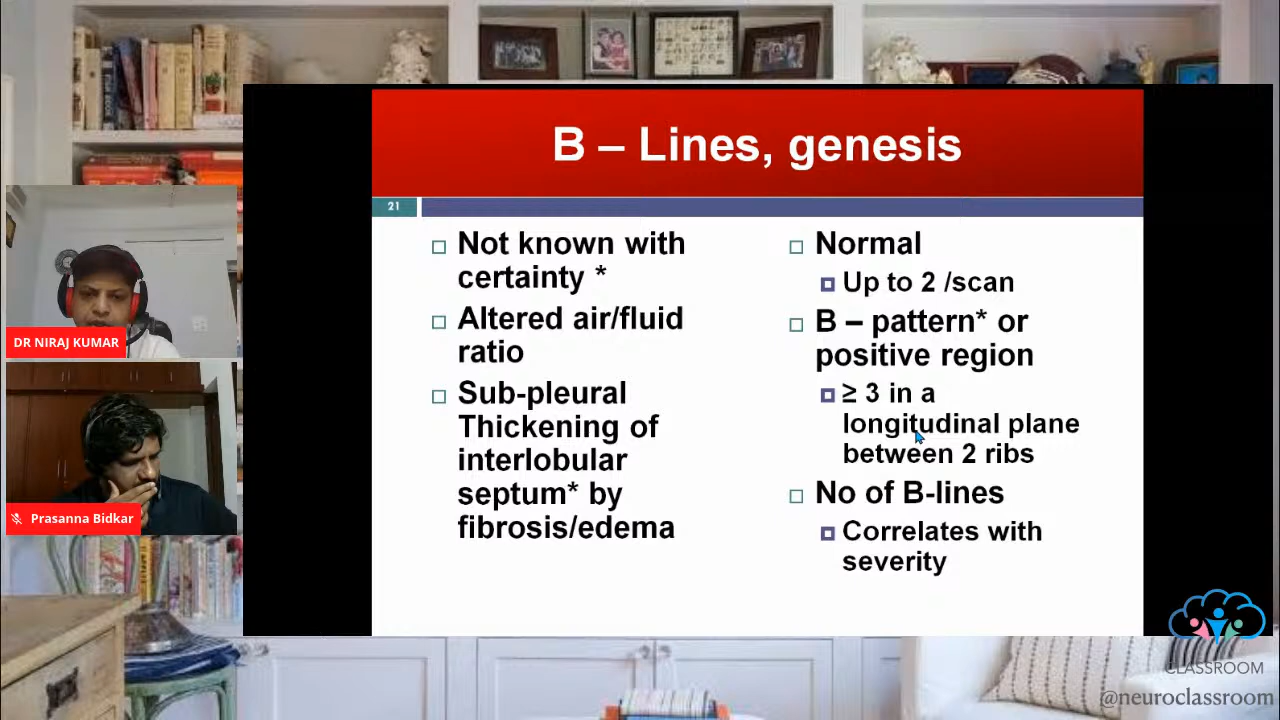 B – Lines, genesis
21
Not known with
certainty *
Altered air/fluid
ratio
Sub-pleural
Thickening of
interlobular
septum* by
fibrosis/edema
Normal
Up to 2 /scan
B – pattern* or
positive region
≥ 3 in a
longitudinal plane
between 2 ribs
No of B-lines
Correlates with
severity
DR NIRAJ KUMAR
Prasanna Bidkar
CLASSROOM
@neuroclassroom